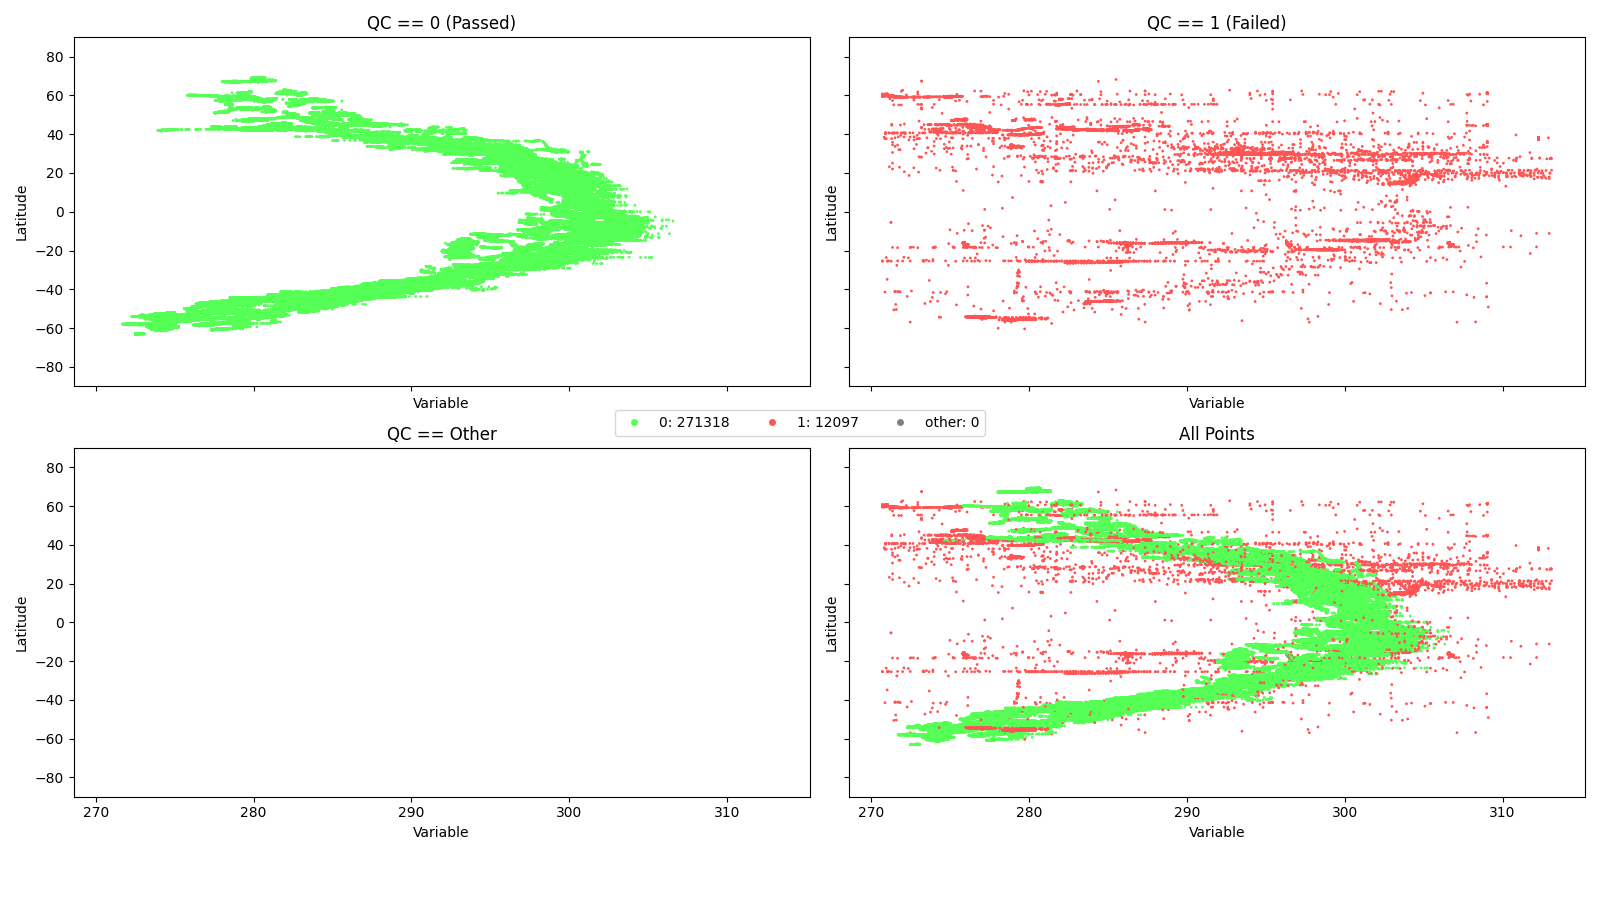 QC == 0 (Passed)
QC == 1 (Failed)
80
60
40
20
0
−20
−40
−60
−80
Latitude
Latitude
Variable
Variable
0: 271318
1: 12097
other: 0
QC == Other
All Points
80
60
40
20
0
−20
−40
−60
−80
Latitude
Latitude
270
280
290
300
310
270
280
290
300
310
Variable
Variable